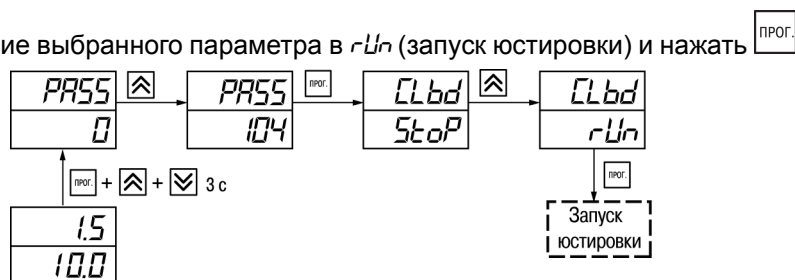 ие выбранного параметра в rUn (запуск юстировки) и нажать ПРОГ.
PASS PASS ПРОГ. CLbd CLbd
0 104 StoP rUn
ПРОГ. + + 3 с ПРОГ.
1.5 Запуск
10.0 юстировки